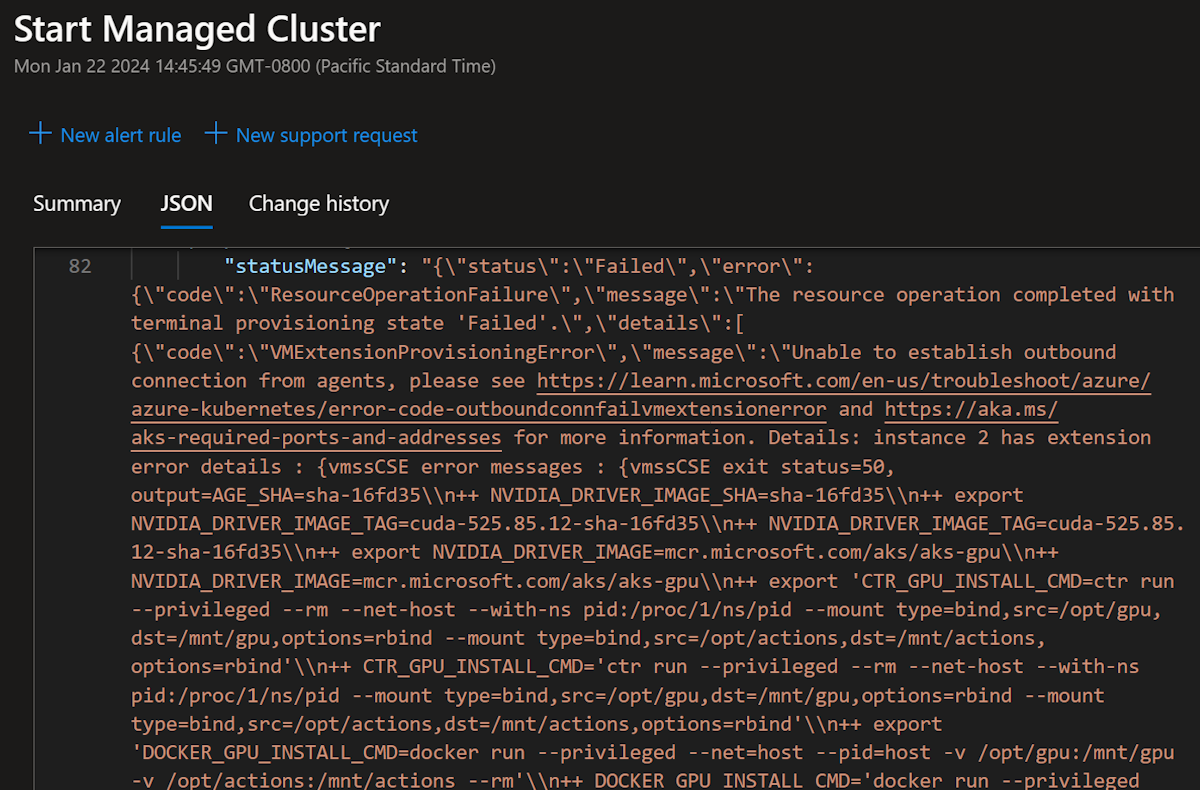 Start Managed Cluster
Mon Jan 22 2024 14:45:49 GMT-0800 (Pacific Standard Time)
New alert rule New support request
Summary JSON Change history
82 "statusMessage": "{\"status\":\"Failed\",\"error\":
{\"code\":\"ResourceOperationFailure\",\"message\":\"The resource operation completed with
terminal provisioning state 'Failed'.\",\"details\":[
{\"code\":\"VMExtensionProvisioningError\",\"message\":\"Unable to establish outbound
connection from agents, please see https://learn.microsoft.com/en-us/troubleshoot/azure/
azure-kubernetes/error-code-outboundconnfailvmextensionerror and https://aka.ms/
aks-required-ports-and-addresses for more information. Details: instance 2 has extension
error details : {vmssCSE error messages : {vmssCSE exit status=50,
output=AGE_SHA=sha-16fd35\\n++ NVIDIA_DRIVER_IMAGE_SHA=sha-16fd35\\n++ export
NVIDIA_DRIVER_IMAGE_TAG=cuda-525.85.12-sha-16fd35\\n++ NVIDIA_DRIVER_IMAGE_TAG=cuda-525.85.
12-sha-16fd35\\n++ export NVIDIA_DRIVER_IMAGE=mcr.microsoft.com/aks/aks-gpu\\n++
NVIDIA_DRIVER_IMAGE=mcr.microsoft.com/aks/aks-gpu\\n++ export 'CTR_GPU_INSTALL_CMD=ctr run
--privileged --rm --net-host --with-ns pid:/proc/1/ns/pid --mount type=bind,src=/opt/gpu,
dst=/mnt/gpu,options=rbind --mount type=bind,src=/opt/actions,dst=/mnt/actions,
options=rbind'\\n++ CTR_GPU_INSTALL_CMD='ctr run --privileged --rm --net-host --with-ns
pid:/proc/1/ns/pid --mount type=bind,src=/opt/gpu,dst=/mnt/gpu,options=rbind --mount
type=bind,src=/opt/actions,dst=/mnt/actions,options=rbind'\\n++ export
'DOCKER_GPU_INSTALL_CMD=docker run --privileged --net=host --pid=host -v /opt/gpu:/mnt/gpu
-v /opt/actions:/mnt/actions --rm'\\n++ DOCKER_GPU_INSTALL_CMD='docker run --privileged